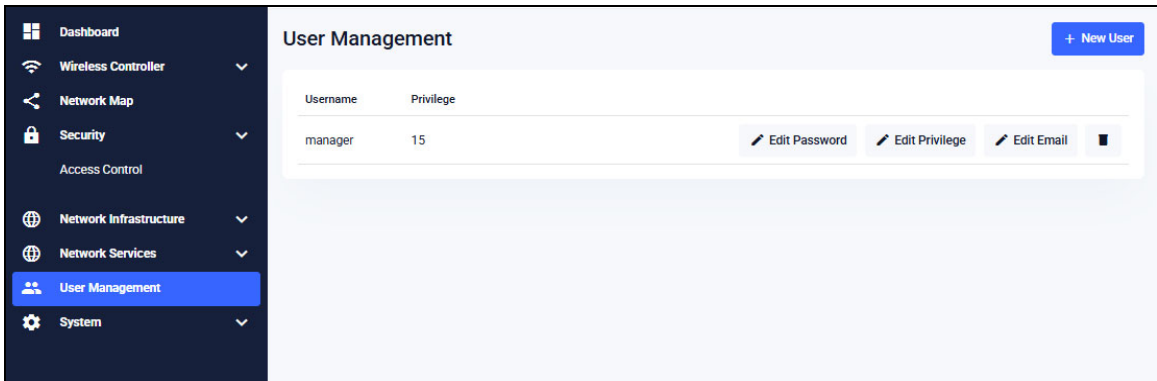 Dashboard
Wireless Controller
Network Map
Security
Access Control
Network Infrastructure
Network Services
User Management
System
User Management
+ New User
Username Privilege
manager 15 Edit Password Edit Privilege Edit Email